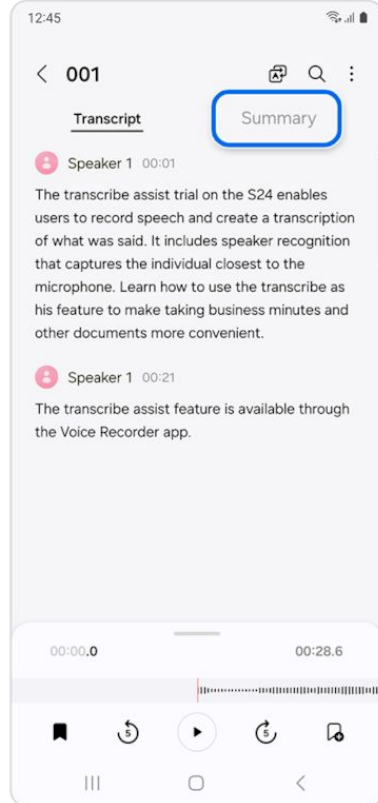 12:45
001
Transcript Summary
Speaker 1 00:01
The transcribe assist trial on the S24 enables
users to record speech and create a transcription
of what was said. It includes speaker recognition
that captures the individual closest to the
microphone. Learn how to use the transcribe as
his feature to make taking business minutes and
other documents more convenient.
Speaker 1 00:21
The transcribe assist feature is available through
the Voice Recorder app.
00:00.0 00:28.6
5 5